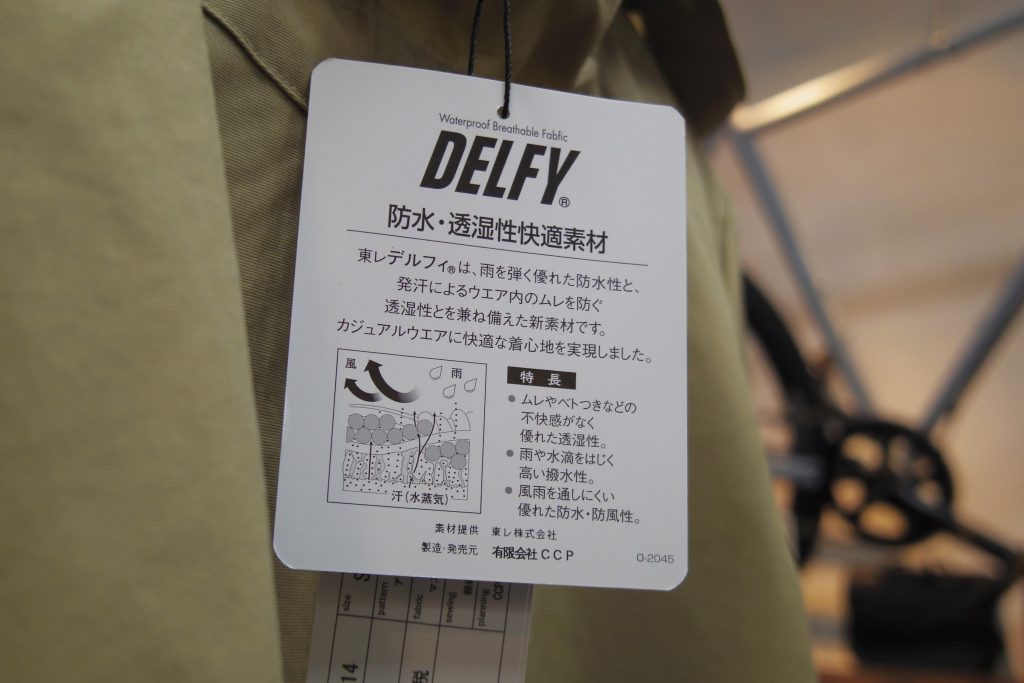 Waterproof Breathable Fabfic
DELFY®
防水・透湿性快適素材
東レデルフィ®は、雨を弾く優れた防水性と、
発汗によるウエア内のムレを防ぐ
透湿性とを兼ね備えた新素材です。
カジュアルウエアに快適な着心地を実現しました。
風
雨
汗(水蒸気)
特長
●ムレやベトつきなどの
不快感がなく
優れた透湿性。
●雨や水滴をはじく
高い撥水性。
●風雨を通しにくい
優れた防水・防風性。
素材提供 東レ株式会社
製造・発売元 有限会社CCP
O-2045
size
pattern
fabric
sewing
planning
CCP
14
税